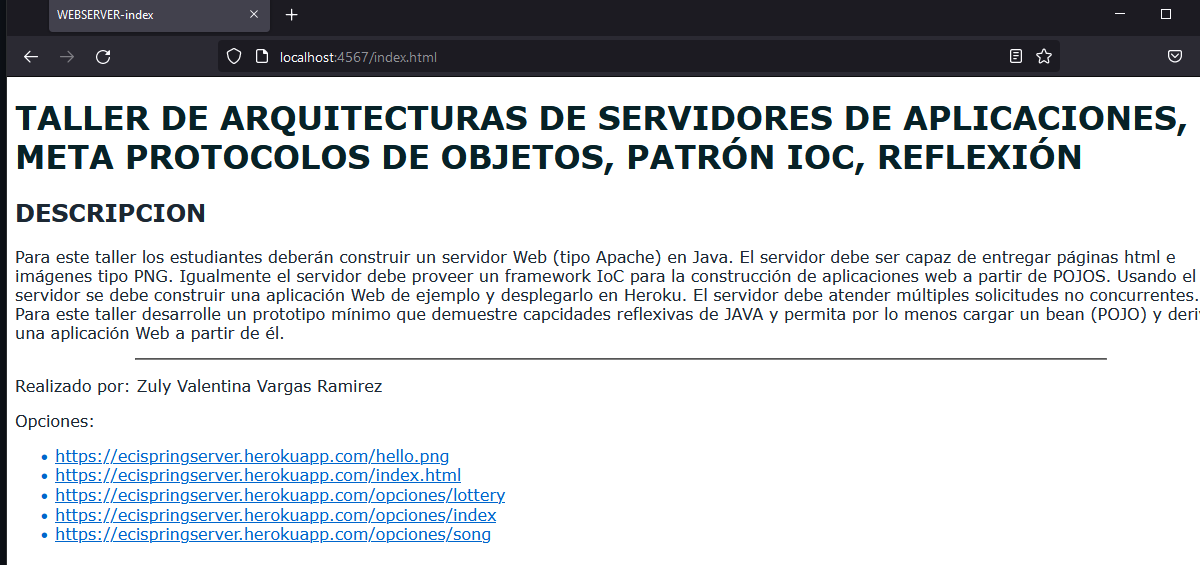 WEBSERVER-index
localhost:4567/index.html
TALLER DE ARQUITECTURAS DE SERVIDORES DE APLICACIONES,
META PROTOCOLOS DE OBJETOS, PATRÓN IOC, REFLEXIÓN
DESCRIPCION
Para este taller los estudiantes deberán construir un servidor Web (tipo Apache) en Java. El servidor debe ser capaz de entregar páginas html e
imágenes tipo PNG. Igualmente el servidor debe proveer un framework IoC para la construcción de aplicaciones web a partir de POJOS. Usando el
servidor se debe construir una aplicación Web de ejemplo y desplegarlo en Heroku. El servidor debe atender múltiples solicitudes no concurrentes.
Para este taller desarrolle un prototipo mínimo que demuestre capcidades reflexivas de JAVA y permita por lo menos cargar un bean (POJO) y deri
una aplicación Web a partir de él.
Realizado por: Zuly Valentina Vargas Ramirez
Opciones:
https://ecispringserver.herokuapp.com/hello.png
https://ecispringserver.herokuapp.com/index.html
https://ecispringserver.herokuapp.com/opciones/lottery
https://ecispringserver.herokuapp.com/opciones/index
https://ecispringserver.herokuapp.com/opciones/song